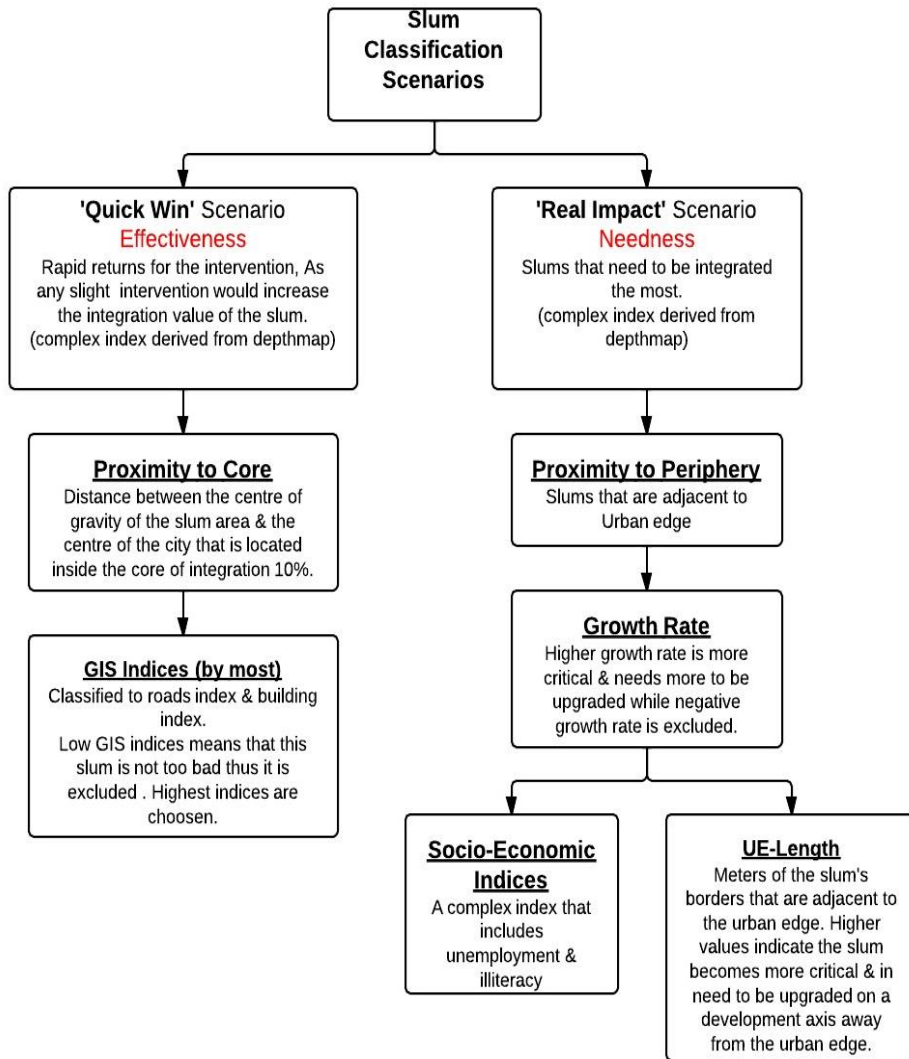 Slum
Classification
Scenarios
'Quick Win' Scenario
Effectiveness
Rapid returns for the intervention, As
any slight intervention would increase
the integration value of the slum.
(complex index derived from depthmap)
'Real Impact' Scenario
Needness
Slums that need to be integrated
the most.
(complex index derived from
depthmap)
Proximity to Core
Distance between the centre of
gravity of the slum area & the
centre of the city that is located
inside the core of integration 10%.
Proximity to Periphery
Slums that are adjacent to
Urban edge
GIS Indices (by most)
Classified to roads index & building
index.
Low GIS indices means that this
slum is not too bad thus it is
excluded . Highest indices are
choosen.
Growth Rate
Higher growth rate is more
critical & needs more to be
upgraded while negative
growth rate is excluded.
Socio-Economic
Indices
A complex index that
includes
unemployment &
illiteracy
UE-Length
Meters of the slum's
borders that are adjacent to
the urban edge. Higher
values indicate the slum
becomes more critical & in
need to be upgraded on a
development axis away
from the urban edge.